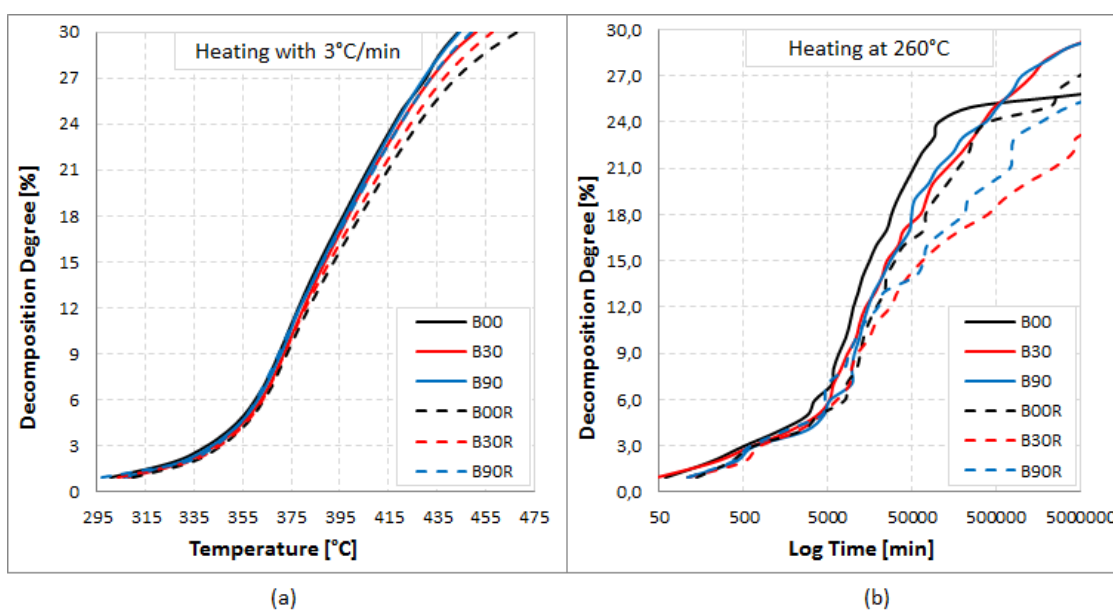 Heating with 3°C/min
Decomposition Degree [%]
30
27
24
21
18
15
12
9
6
3
0
295 315 335 355 375 395 415 435 455 475
Temperature [°C]
B00
B30
B90
B00R
B30R
B90R
(a)
Heating at 260°C
Decomposition Degree [%]
30,0
27,0
24,0
21,0
18,0
15,0
12,0
9,0
6,0
3,0
0,0
50 500 5000 50000 500000 5000000
Log Time [min]
B00
B30
B90
B00R
B30R
B90R
(b)